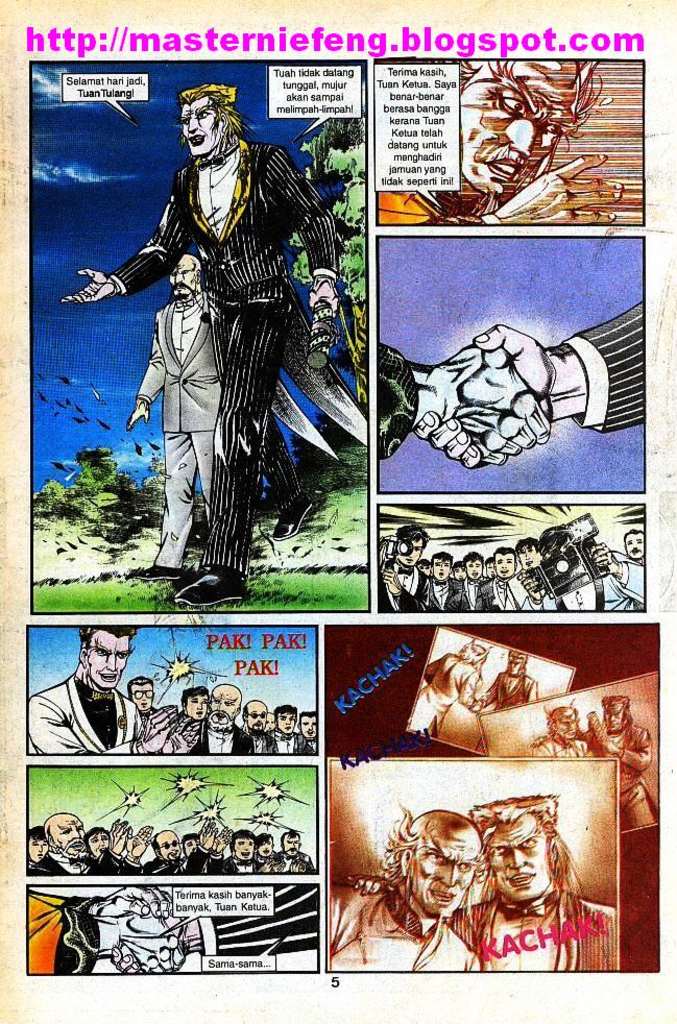 http://masterniefeng.blogspot.com
Selamat hari jadi,
Tuan Tulang!
Tuah tidak datang
tunggal, mujur
akan sampai
melimpah-limpah!
Terima kasih,
Tuan Ketua. Saya
benar-benar
berasa bangga
kerana Tuan
Ketua telah
datang untuk
menghadiri
jamuan yang
tidak seperti ini!
PAK! PAK!
PAK!
KACHAK!
KACHAK!
KACHAK!
Terima kasih banyak-
banyak, Tuan Ketua.
Sama-sama...
5